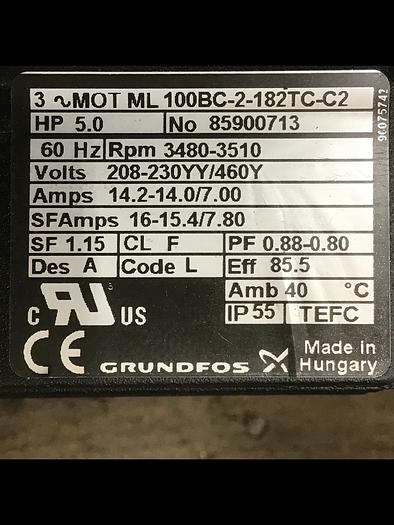 3 ∿MOT ML 100BC-2-182TC-C2
HP 5.0 No 85900713
60 Hz Rpm 3480-3510
Volts 208-230YY/460Y
Amps 14.2-14.0/7.00
SFAmps 16-15.4/7.80
SF 1.15 CL F PF 0.88-0.80
Des A Code L Eff 85.5
Amb 40 °C
IP 55 TEFC
C RU US
CE GRUNDFOS Made in
Hungary
96075742